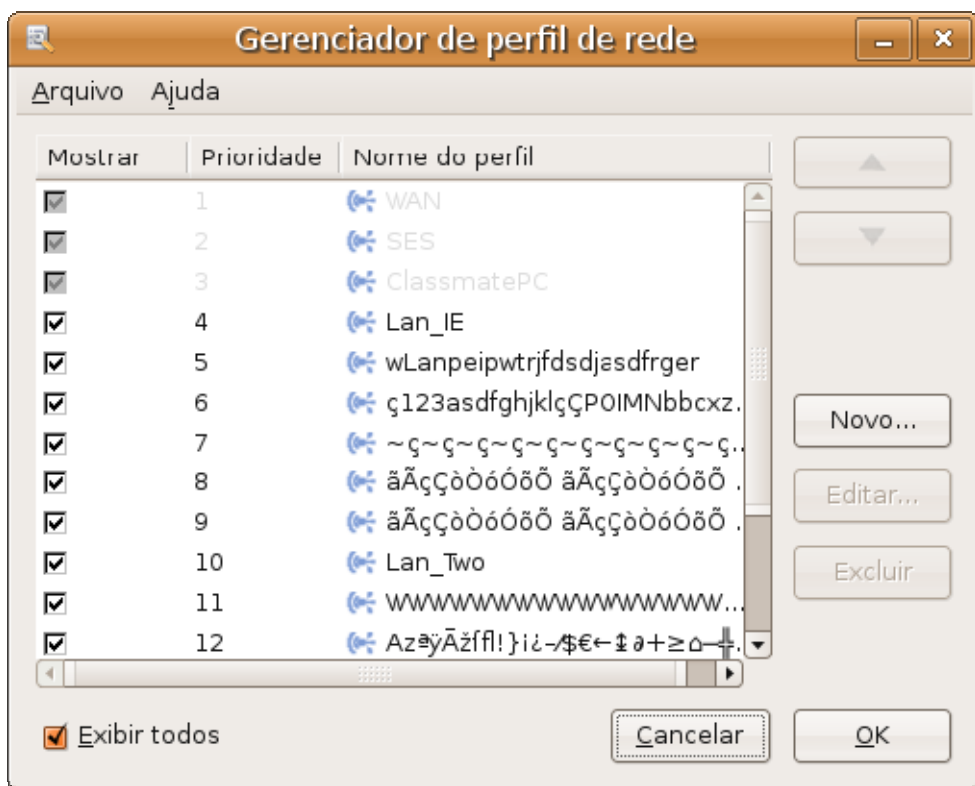 Gerenciador de perfil de rede
Arquivo Ajuda
Mostrar Prioridade Nome do perfil
1 WAN
2 SES
3 ClassmatePC
4 Lan_IE
5 wLanpeipwtrjfdsdjasdfrger
6 ç123asdfghjklçÇP0IMNbbcxz.
7 ~ç~ç~ç~ç~ç~ç~ç~ç~ç~ç..
8 ãÃçÇòÒóÓõÕ ãÃçÇòÒóÓõÕ .
9 ãÃçÇòÒóÓõÕ ãÃçÇòÒóÓõÕ .
10 Lan_Two
11 WWWWWWWWWWWWWWWW...
12
Novo...
Editar...
Excluir
Exibir todos
Cancelar OK